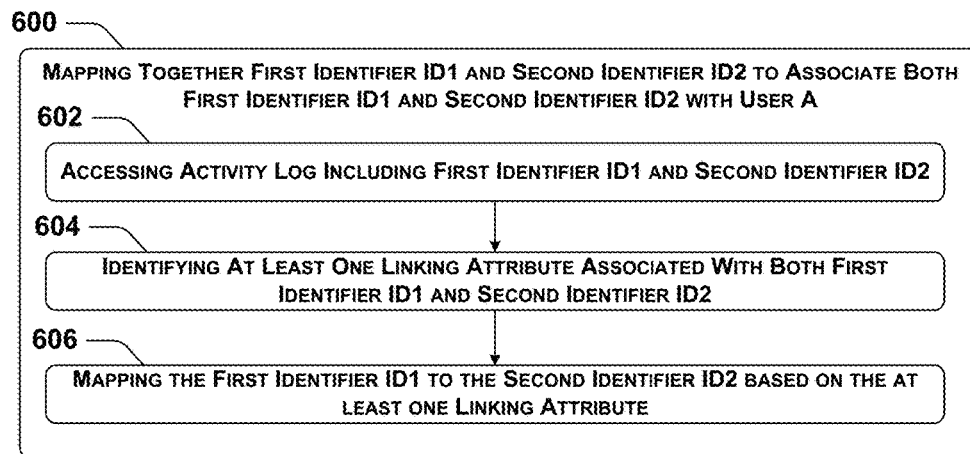 600
MAPPING TOGETHER FIRST IDENTIFIER ID1 AND SECOND IDENTIFIER ID2 TO ASSOCIATE BOTH
FIRST IDENTIFIER ID1 AND SECOND IDENTIFIER ID2 WITH USER A
602
ACCESSING ACTIVITY LOG INCLUDING FIRST IDENTIFIER ID1 AND SECOND IDENTIFIER ID2
604
IDENTIFYING AT LEAST ONE LINKING ATTRIBUTE ASSOCIATED WITH BOTH FIRST
IDENTIFIER ID1 AND SECOND IDENTIFIER ID2
606
MAPPING THE FIRST IDENTIFIER ID1 TO THE SECOND IDENTIFIER ID2 BASED ON THE AT
LEAST ONE LINKING ATTRIBUTE